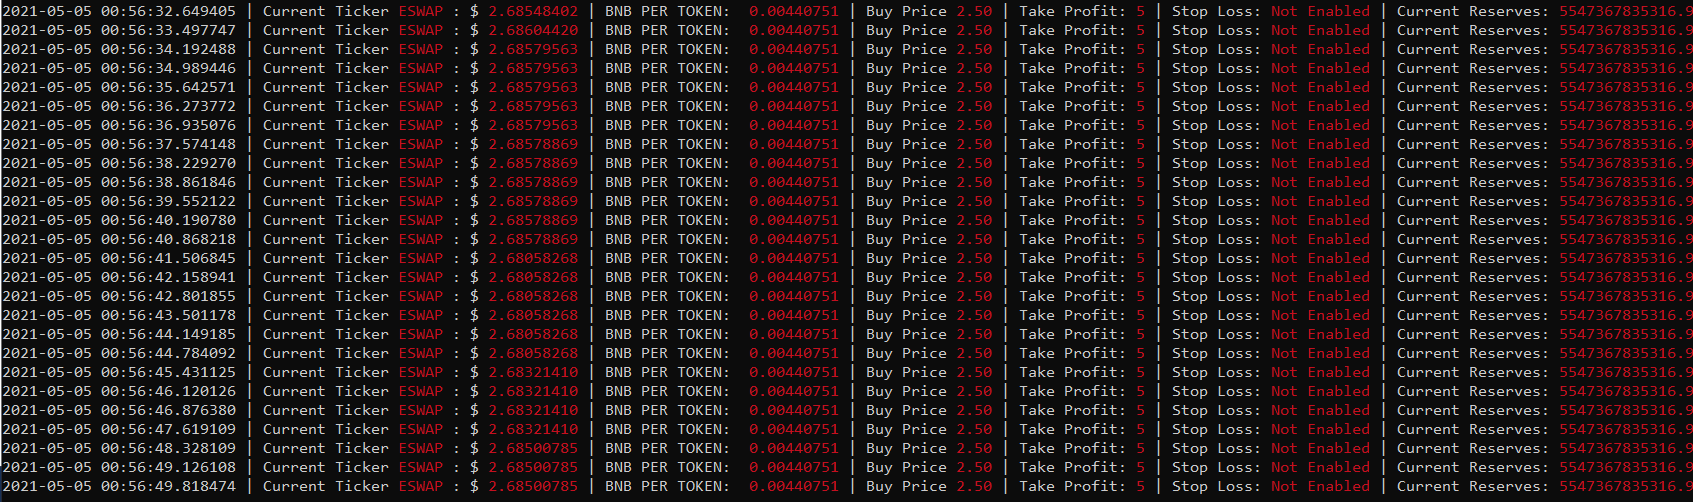 2021-05-05 00:56:32.649405 | Current Ticker ESWAP : $ 2.68548402 | BNB PER TOKEN:  0.00440751 | Buy Price 2.50 | Take Profit: 5 | Stop Loss: Not Enabled | Current Reserves: 5547367835316.9
2021-05-05 00:56:33.497747 | Current Ticker ESWAP : $ 2.68604420 | BNB PER TOKEN:  0.00440751 | Buy Price 2.50 | Take Profit: 5 | Stop Loss: Not Enabled | Current Reserves: 5547367835316.9
2021-05-05 00:56:34.192488 | Current Ticker ESWAP : $ 2.68579563 | BNB PER TOKEN:  0.00440751 | Buy Price 2.50 | Take Profit: 5 | Stop Loss: Not Enabled | Current Reserves: 5547367835316.9
2021-05-05 00:56:34.989446 | Current Ticker ESWAP : $ 2.68579563 | BNB PER TOKEN:  0.00440751 | Buy Price 2.50 | Take Profit: 5 | Stop Loss: Not Enabled | Current Reserves: 5547367835316.9
2021-05-05 00:56:35.642571 | Current Ticker ESWAP : $ 2.68579563 | BNB PER TOKEN:  0.00440751 | Buy Price 2.50 | Take Profit: 5 | Stop Loss: Not Enabled | Current Reserves: 5547367835316.9
2021-05-05 00:56:36.273772 | Current Ticker ESWAP : $ 2.68579563 | BNB PER TOKEN:  0.00440751 | Buy Price 2.50 | Take Profit: 5 | Stop Loss: Not Enabled | Current Reserves: 5547367835316.9
2021-05-05 00:56:36.935076 | Current Ticker ESWAP : $ 2.68579563 | BNB PER TOKEN:  0.00440751 | Buy Price 2.50 | Take Profit: 5 | Stop Loss: Not Enabled | Current Reserves: 5547367835316.9
2021-05-05 00:56:37.574148 | Current Ticker ESWAP : $ 2.68578869 | BNB PER TOKEN:  0.00440751 | Buy Price 2.50 | Take Profit: 5 | Stop Loss: Not Enabled | Current Reserves: 5547367835316.9
2021-05-05 00:56:38.229270 | Current Ticker ESWAP : $ 2.68578869 | BNB PER TOKEN:  0.00440751 | Buy Price 2.50 | Take Profit: 5 | Stop Loss: Not Enabled | Current Reserves: 5547367835316.9
2021-05-05 00:56:38.861846 | Current Ticker ESWAP : $ 2.68578869 | BNB PER TOKEN:  0.00440751 | Buy Price 2.50 | Take Profit: 5 | Stop Loss: Not Enabled | Current Reserves: 5547367835316.9
2021-05-05 00:56:39.552122 | Current Ticker ESWAP : $ 2.68578869 | BNB PER TOKEN:  0.00440751 | Buy Price 2.50 | Take Profit: 5 | Stop Loss: Not Enabled | Current Reserves: 5547367835316.9
2021-05-05 00:56:40.190780 | Current Ticker ESWAP : $ 2.68578869 | BNB PER TOKEN:  0.00440751 | Buy Price 2.50 | Take Profit: 5 | Stop Loss: Not Enabled | Current Reserves: 5547367835316.9
2021-05-05 00:56:40.868218 | Current Ticker ESWAP : $ 2.68578869 | BNB PER TOKEN:  0.00440751 | Buy Price 2.50 | Take Profit: 5 | Stop Loss: Not Enabled | Current Reserves: 5547367835316.9
2021-05-05 00:56:41.506845 | Current Ticker ESWAP : $ 2.68058268 | BNB PER TOKEN:  0.00440751 | Buy Price 2.50 | Take Profit: 5 | Stop Loss: Not Enabled | Current Reserves: 5547367835316.9
2021-05-05 00:56:42.158941 | Current Ticker ESWAP : $ 2.68058268 | BNB PER TOKEN:  0.00440751 | Buy Price 2.50 | Take Profit: 5 | Stop Loss: Not Enabled | Current Reserves: 5547367835316.9
2021-05-05 00:56:42.801855 | Current Ticker ESWAP : $ 2.68058268 | BNB PER TOKEN:  0.00440751 | Buy Price 2.50 | Take Profit: 5 | Stop Loss: Not Enabled | Current Reserves: 5547367835316.9
2021-05-05 00:56:43.501178 | Current Ticker ESWAP : $ 2.68058268 | BNB PER TOKEN:  0.00440751 | Buy Price 2.50 | Take Profit: 5 | Stop Loss: Not Enabled | Current Reserves: 5547367835316.9
2021-05-05 00:56:44.149185 | Current Ticker ESWAP : $ 2.68058268 | BNB PER TOKEN:  0.00440751 | Buy Price 2.50 | Take Profit: 5 | Stop Loss: Not Enabled | Current Reserves: 5547367835316.9
2021-05-05 00:56:44.784092 | Current Ticker ESWAP : $ 2.68058268 | BNB PER TOKEN:  0.00440751 | Buy Price 2.50 | Take Profit: 5 | Stop Loss: Not Enabled | Current Reserves: 5547367835316.9
2021-05-05 00:56:45.431125 | Current Ticker ESWAP : $ 2.68321410 | BNB PER TOKEN:  0.00440751 | Buy Price 2.50 | Take Profit: 5 | Stop Loss: Not Enabled | Current Reserves: 5547367835316.9
2021-05-05 00:56:46.120126 | Current Ticker ESWAP : $ 2.68321410 | BNB PER TOKEN:  0.00440751 | Buy Price 2.50 | Take Profit: 5 | Stop Loss: Not Enabled | Current Reserves: 5547367835316.9
2021-05-05 00:56:46.876380 | Current Ticker ESWAP : $ 2.68321410 | BNB PER TOKEN:  0.00440751 | Buy Price 2.50 | Take Profit: 5 | Stop Loss: Not Enabled | Current Reserves: 5547367835316.9
2021-05-05 00:56:47.619109 | Current Ticker ESWAP : $ 2.68321410 | BNB PER TOKEN:  0.00440751 | Buy Price 2.50 | Take Profit: 5 | Stop Loss: Not Enabled | Current Reserves: 5547367835316.9
2021-05-05 00:56:48.328109 | Current Ticker ESWAP : $ 2.68500785 | BNB PER TOKEN:  0.00440751 | Buy Price 2.50 | Take Profit: 5 | Stop Loss: Not Enabled | Current Reserves: 5547367835316.9
2021-05-05 00:56:49.126108 | Current Ticker ESWAP : $ 2.68500785 | BNB PER TOKEN:  0.00440751 | Buy Price 2.50 | Take Profit: 5 | Stop Loss: Not Enabled | Current Reserves: 5547367835316.9
2021-05-05 00:56:49.818474 | Current Ticker ESWAP : $ 2.68500785 | BNB PER TOKEN:  0.00440751 | Buy Price 2.50 | Take Profit: 5 | Stop Loss: Not Enabled | Current Reserves: 5547367835316.9